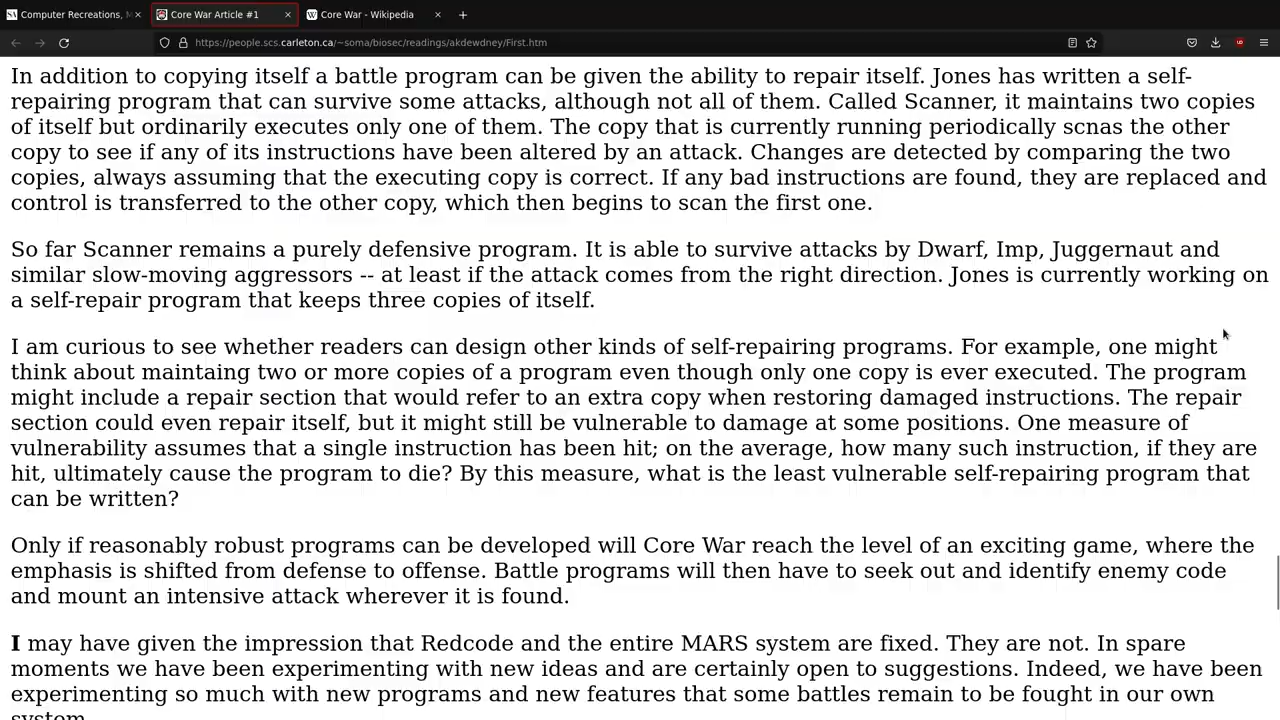 Computer Recreations, M
Core War Article #1
Core War - Wikipedia
https://people.scs.carleton.ca/~soma/biosec/readings/akdewdney/First.htm
In addition to copying itself a battle program can be given the ability to repair itself. Jones has written a self-
repairing program that can survive some attacks, although not all of them. Called Scanner, it maintains two copies
of itself but ordinarily executes only one of them. The copy that is currently running periodically scnas the other
copy to see if any of its instructions have been altered by an attack. Changes are detected by comparing the two
copies, always assuming that the executing copy is correct. If any bad instructions are found, they are replaced and
control is transferred to the other copy, which then begins to scan the first one.
So far Scanner remains a purely defensive program. It is able to survive attacks by Dwarf, Imp, Juggernaut and
similar slow-moving aggressors -- at least if the attack comes from the right direction. Jones is currently working on
a self-repair program that keeps three copies of itself.
I am curious to see whether readers can design other kinds of self-repairing programs. For example, one might
think about maintaing two or more copies of a program even though only one copy is ever executed. The program
might include a repair section that would refer to an extra copy when restoring damaged instructions. The repair
section could even repair itself, but it might still be vulnerable to damage at some positions. One measure of
vulnerability assumes that a single instruction has been hit; on the average, how many such instruction, if they are
hit, ultimately cause the program to die? By this measure, what is the least vulnerable self-repairing program that
can be written?
Only if reasonably robust programs can be developed will Core War reach the level of an exciting game, where the
emphasis is shifted from defense to offense. Battle programs will then have to seek out and identify enemy code
and mount an intensive attack wherever it is found.
I may have given the impression that Redcode and the entire MARS system are fixed. They are not. In spare
moments we have been experimenting with new ideas and are certainly open to suggestions. Indeed, we have been
experimenting so much with new programs and new features that some battles remain to be fought in our own
system.